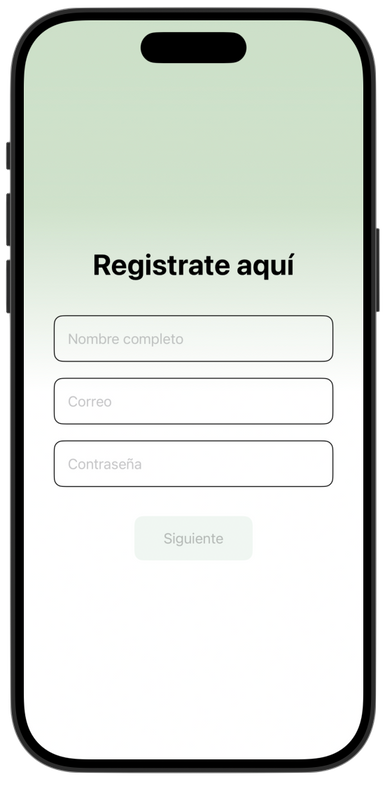 Registrate aquí
Nombre completo
Correo
Contraseña
Siguiente